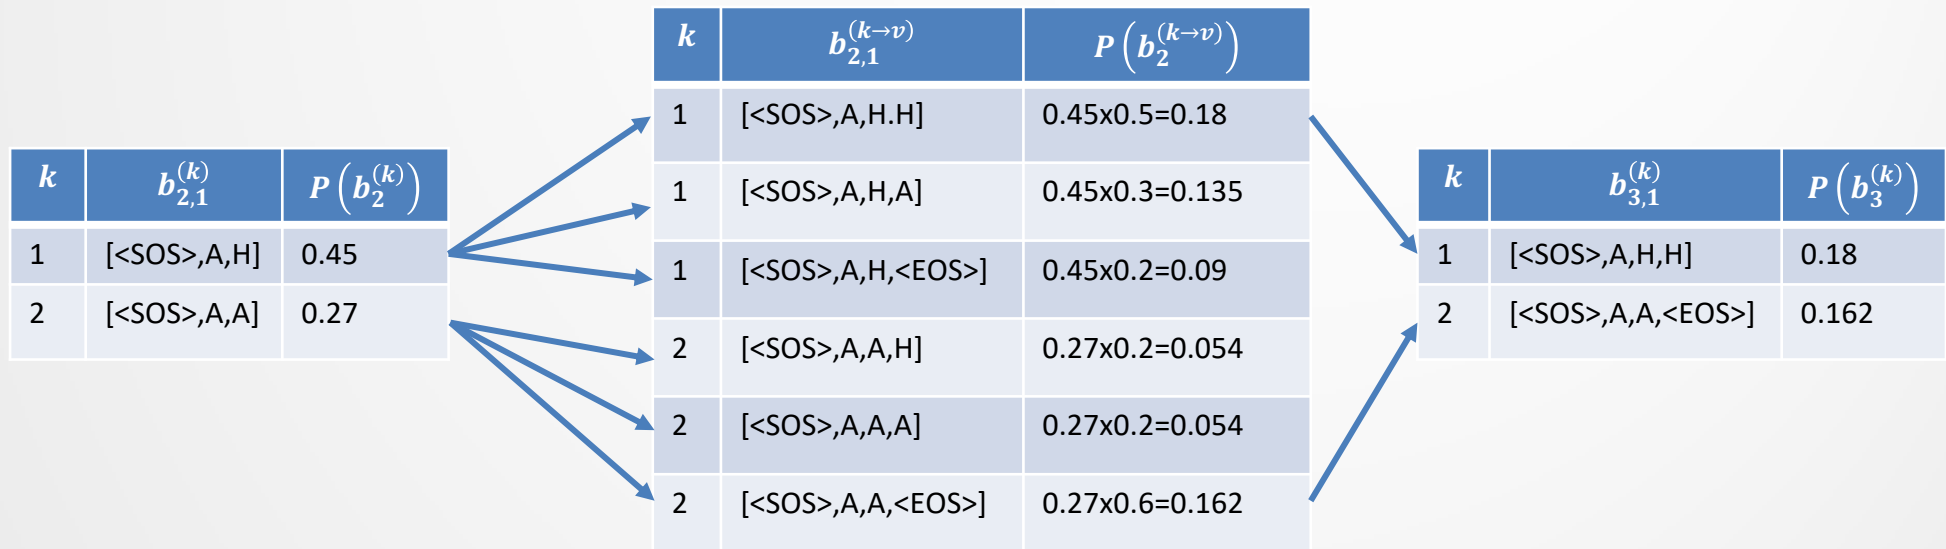 k b_{2,1}^{(k)} P(b_2^{(k)})
1 [<SOS>,A,H] 0.45
2 [<SOS>,A,A] 0.27
k b_{2,1}^{(k→v)} P(b_2^{(k→v)})
1 [<SOS>,A,H.H] 0.45x0.5=0.18
1 [<SOS>,A,H,A] 0.45x0.3=0.135
1 [<SOS>,A,H,<EOS>] 0.45x0.2=0.09
2 [<SOS>,A,A,H] 0.27x0.2=0.054
2 [<SOS>,A,A,A] 0.27x0.2=0.054
2 [<SOS>,A,A,<EOS>] 0.27x0.6=0.162
k b_{3,1}^{(k)} P(b_3^{(k)})
1 [<SOS>,A,H,H] 0.18
2 [<SOS>,A,A,<EOS>] 0.162